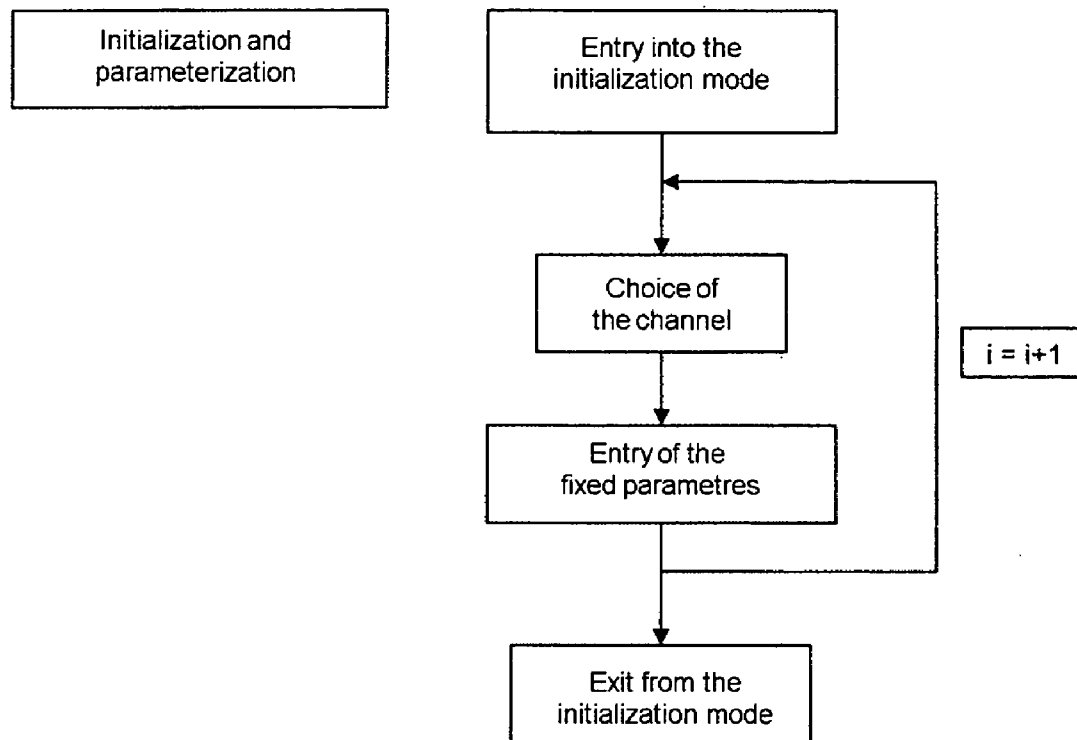 Initialization and
parameterization
Entry into the
initialization mode
Choice of
the channel
i = i+1
Entry of the
fixed parametres
Exit from the
initialization mode